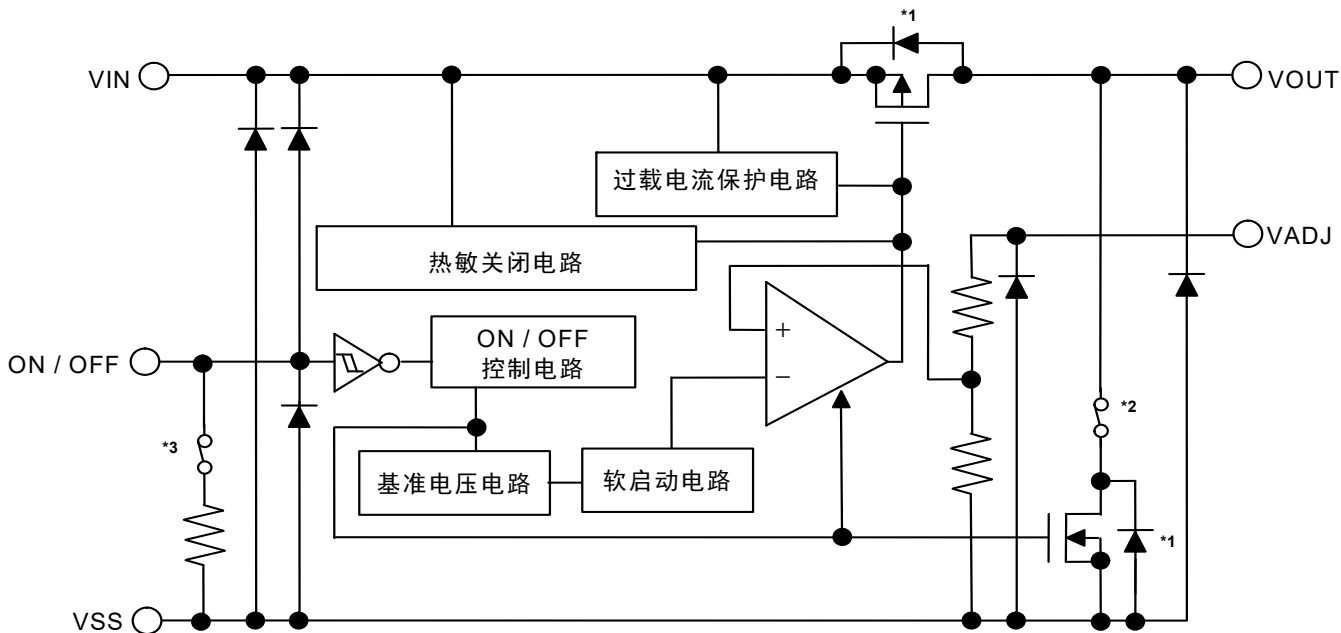 *1
VIN
VOUT
过载电流保护电路
VADJ
热敏关闭电路
+
ON / OFF
ON / OFF
控制电路
−
*2
*3
基准电压电路
软启动电路
*1
VSS